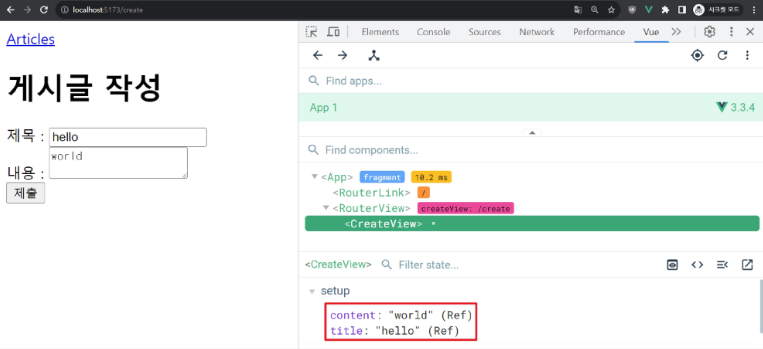 localhost:5173/create
시크릿 모드
Articles
게시글 작성
제목 : hello
내용 : world
제출
Elements Console Sources Network Performance Vue
Find apps...
App 1 3.3.4
Find components...
<App> fragment 10.2 ms
<RouterLink> /
<RouterView> createView: /create
<CreateView>
<CreateView> Filter state...
setup
content: "world" (Ref)
title: "hello" (Ref)